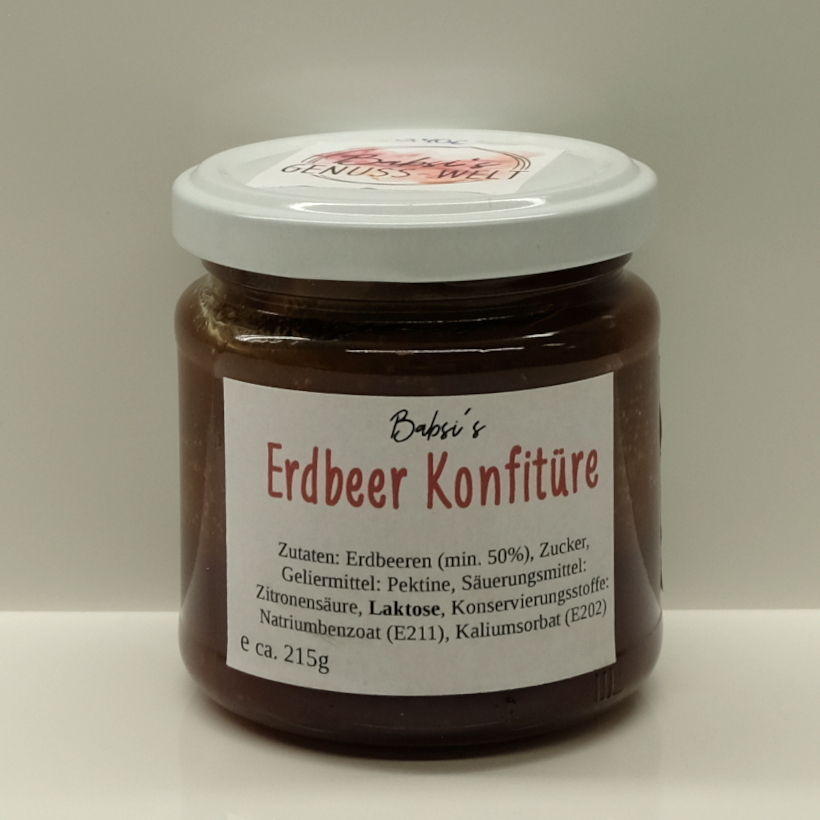 Babsi's
GENUSS WELT
Babsi´s
Erdbeer Konfitüre
Zutaten: Erdbeeren (min. 50%), Zucker,
Geliermittel: Pektine, Säuerungsmittel:
Zitronensäure, Laktose, Konservierungsstoffe:
Natriumbenzoat (E211), Kaliumsorbat (E202)
e ca. 215g